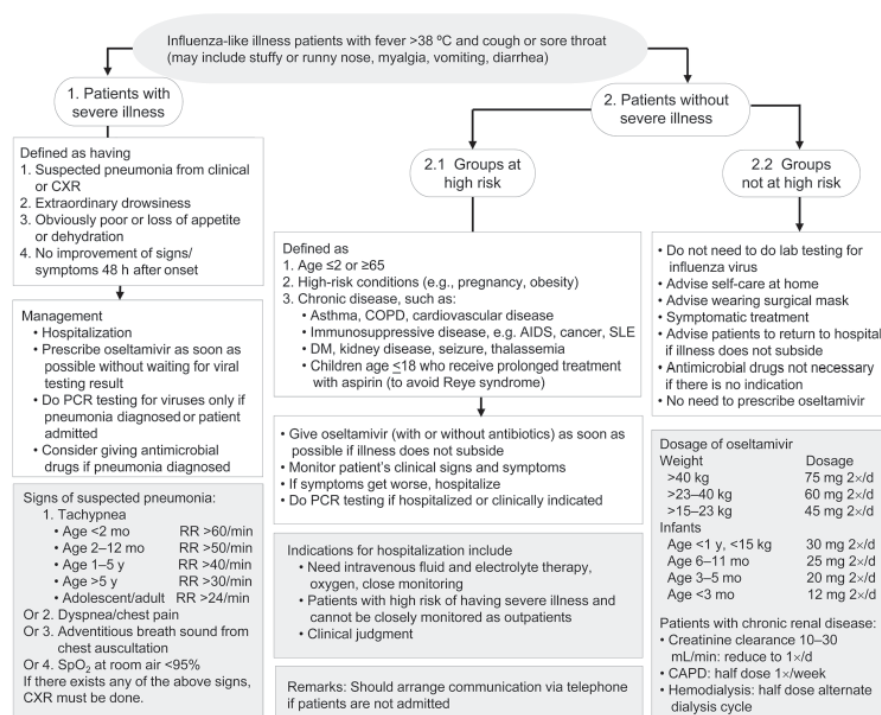 Influenza-like illness patients with fever >38 ºC and cough or sore throat
(may include stuffy or runny nose, myalgia, vomiting, diarrhea)
1. Patients with
severe illness
2. Patients without
severe illness
Defined as having
1. Suspected pneumonia from clinical
or CXR
2. Extraordinary drowsiness
3. Obviously poor or loss of appetite
or dehydration
4. No improvement of signs/
symptoms 48 h after onset
Management
• Hospitalization
• Prescribe oseltamivir as soon as
possible without waiting for viral
testing result
• Do PCR testing for viruses only if
pneumonia diagnosed or patient
admitted
• Consider giving antimicrobial
drugs if pneumonia diagnosed
Signs of suspected pneumonia:
1. Tachypnea
• Age <2 mo RR >60/min
• Age 2–12 mo RR >50/min
• Age 1–5 y RR >40/min
• Age >5 y RR >30/min
• Adolescent/adult RR >24/min
Or 2. Dyspnea/chest pain
Or 3. Adventitious breath sound from
chest auscultation
Or 4. SpO₂ at room air <95%
If there exists any of the above signs,
CXR must be done.
2.1 Groups at
high risk
Defined as
1. Age ≤2 or ≥65
2. High-risk conditions (e.g., pregnancy, obesity)
3. Chronic disease, such as:
• Asthma, COPD, cardiovascular disease
• Immunosuppressive disease, e.g. AIDS, cancer, SLE
• DM, kidney disease, seizure, thalassemia
• Children age ≤18 who receive prolonged treatment
with aspirin (to avoid Reye syndrome)
• Give oseltamivir (with or without antibiotics) as soon as
possible if illness does not subside
• Monitor patient's clinical signs and symptoms
• If symptoms get worse, hospitalize
• Do PCR testing if hospitalized or clinically indicated
Indications for hospitalization include
• Need intravenous fluid and electrolyte therapy,
oxygen, close monitoring
• Patients with high risk of having severe illness and
cannot be closely monitored as outpatients
• Clinical judgment
Remarks: Should arrange communication via telephone
if patients are not admitted
2.2 Groups
not at high risk
• Do not need to do lab testing for
influenza virus
• Advise self-care at home
• Advise wearing surgical mask
• Symptomatic treatment
• Advise patients to return to hospital
if illness does not subside
• Antimicrobial drugs not necessary
if there is no indication
• No need to prescribe oseltamivir
Dosage of oseltamivir
Weight Dosage
>40 kg 75 mg 2×/d
>23–40 kg 60 mg 2×/d
>15–23 kg 45 mg 2×/d
Infants
Age <1 y, <15 kg 30 mg 2×/d
Age 6–11 mo 25 mg 2×/d
Age 3–5 mo 20 mg 2×/d
Age <3 mo 12 mg 2×/d
Patients with chronic renal disease:
• Creatinine clearance 10–30
mL/min: reduce to 1×/d
• CAPD: half dose 1×/week
• Hemodialysis: half dose alternate
dialysis cycle